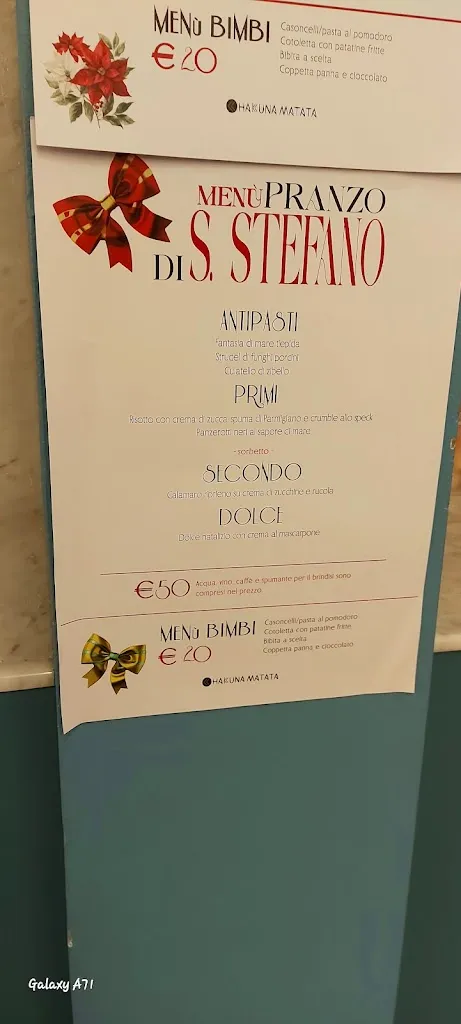 MENÙ BIMBI
€ 20
Casoncelli/pasta al pomodoro
Cotoletta con patatine fritte
Bibita a scelta
Coppetta panna e cioccolaro
HAKUNA MATATA
MENÙ PRANZO
DI S. STEFANO
ANTIPASTI
Fantasia di mare tiepida
Strudel di funghi porcini
Culatello di zibello
PRIMI
Risotto con crema di zucca spuma di Parmigiano e crumble allo speck
Panzerotti neri al sapore di mare
- sorbetto -
SECONDO
Calamaro ripieno su crema di zucchine e rucola
DOLCE
Dolce natalizio con crema al mascarpone
€50
Acqua, vino, caffè e spumante per il brindisi sono
compresi nel prezzo
MENÙ BIMBI
€ 20
Casoncelli/pasta al pomodoro
Cotoletta con patatine fritte
Bibita a scelta
Coppetta panna e cioccolaro
HAKUNA MATATA
Galaxy A71